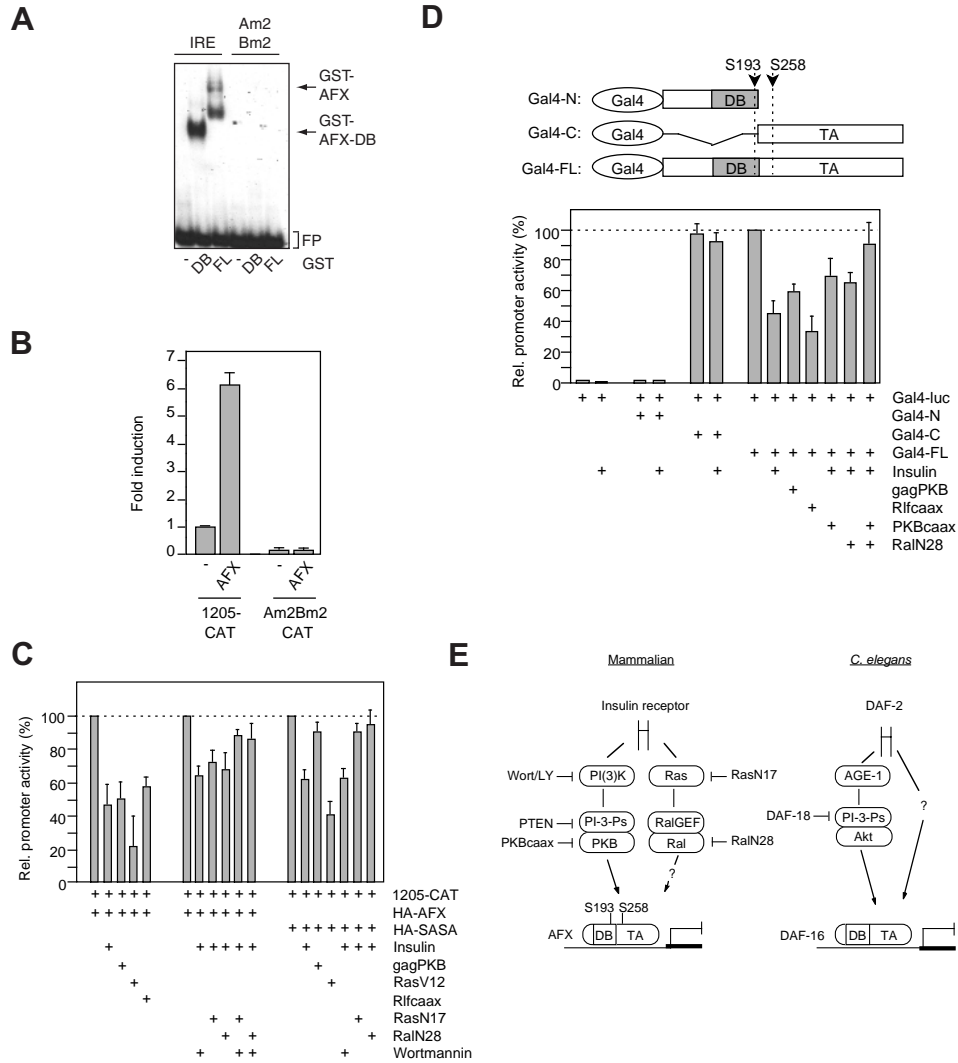 A
IRE
Am2
Bm2
GST-
AFX
GST-
AFX-DB
FP
- DB FL - DB FL GST
B
Fold induction
7
6
5
4
3
2
1
0
- AFX - AFX
1205-
CAT
Am2Bm2
CAT
C
Rel. promoter activity (%)
100
80
60
40
20
0
+ + + + + + + + + + + + + + + + + + 1205-CAT
+ + + + + + + + + + + HA-AFX
+ + + + + + + HA-SASA
+ + + + + + + + + + Insulin
+ + gagPKB
+ + RasV12
+ Rlfcaax
+ + + RasN17
+ + + RalN28
+ + + + Wortmannin
D
S193 S258
Gal4-N: Gal4 DB
Gal4-C: Gal4 TA
Gal4-FL: Gal4 DB TA
Rel. promoter activity (%)
100
80
60
40
20
0
+ + + + + + + + + + + + + Gal4-luc
+ + Gal4-N
+ + Gal4-C
+ + + + + + + Gal4-FL
+ + + + + + + Insulin
+ gagPKB
+ Rlfcaax
+ + PKBcaax
+ + RalN28
E
Mammalian
Insulin receptor
Wort/LY PI(3)K Ras RasN17
PTEN PI-3-Ps RalGEF
PKBcaax PKB Ral RalN28
?
S193 S258
AFX DB TA
C. elegans
DAF-2
AGE-1
?
DAF-18 PI-3-Ps
Akt
DAF-16 DB TA